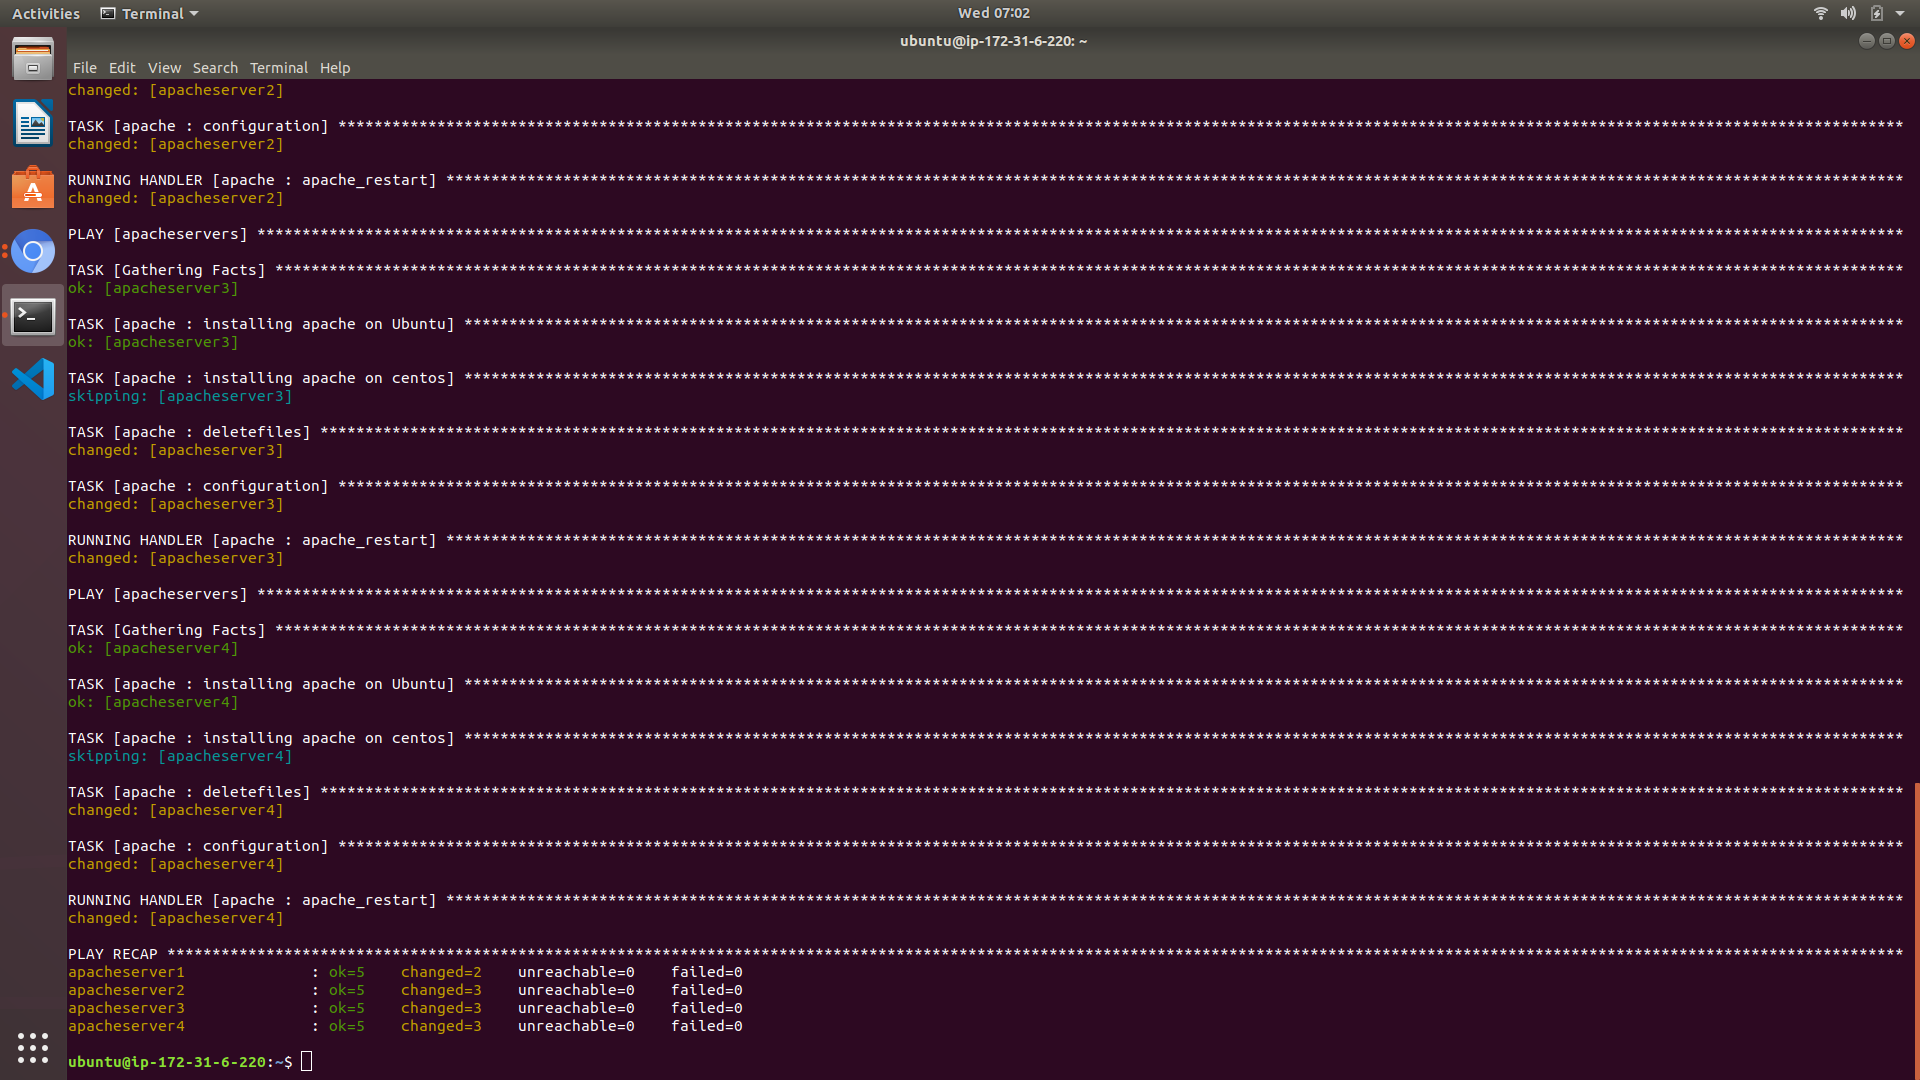 Activities Terminal Wed 07:02
ubuntu@ip-172-31-6-220: ~
File Edit View Search Terminal Help
changed: [apacheserver2]
TASK [apache : configuration] ******************************************************************************************************************************************************************************
changed: [apacheserver2]
RUNNING HANDLER [apache : apache_restart] ******************************************************************************************************************************************************************
changed: [apacheserver2]
PLAY [apacheservers] ***************************************************************************************************************************************************************************************
TASK [Gathering Facts] *************************************************************************************************************************************************************************************
ok: [apacheserver3]
TASK [apache : installing apache on Ubuntu] ****************************************************************************************************************************************************************
ok: [apacheserver3]
TASK [apache : installing apache on centos] ****************************************************************************************************************************************************************
skipping: [apacheserver3]
TASK [apache : deletefiles] ********************************************************************************************************************************************************************************
changed: [apacheserver3]
TASK [apache : configuration] ******************************************************************************************************************************************************************************
changed: [apacheserver3]
RUNNING HANDLER [apache : apache_restart] ******************************************************************************************************************************************************************
changed: [apacheserver3]
PLAY [apacheservers] ***************************************************************************************************************************************************************************************
TASK [Gathering Facts] *************************************************************************************************************************************************************************************
ok: [apacheserver4]
TASK [apache : installing apache on Ubuntu] ****************************************************************************************************************************************************************
ok: [apacheserver4]
TASK [apache : installing apache on centos] ****************************************************************************************************************************************************************
skipping: [apacheserver4]
TASK [apache : deletefiles] ********************************************************************************************************************************************************************************
changed: [apacheserver4]
TASK [apache : configuration] ******************************************************************************************************************************************************************************
changed: [apacheserver4]
RUNNING HANDLER [apache : apache_restart] ******************************************************************************************************************************************************************
changed: [apacheserver4]
PLAY RECAP *************************************************************************************************************************************************************************************************
apacheserver1 : ok=5 changed=2 unreachable=0 failed=0
apacheserver2 : ok=5 changed=3 unreachable=0 failed=0
apacheserver3 : ok=5 changed=3 unreachable=0 failed=0
apacheserver4 : ok=5 changed=3 unreachable=0 failed=0
ubuntu@ip-172-31-6-220:~$